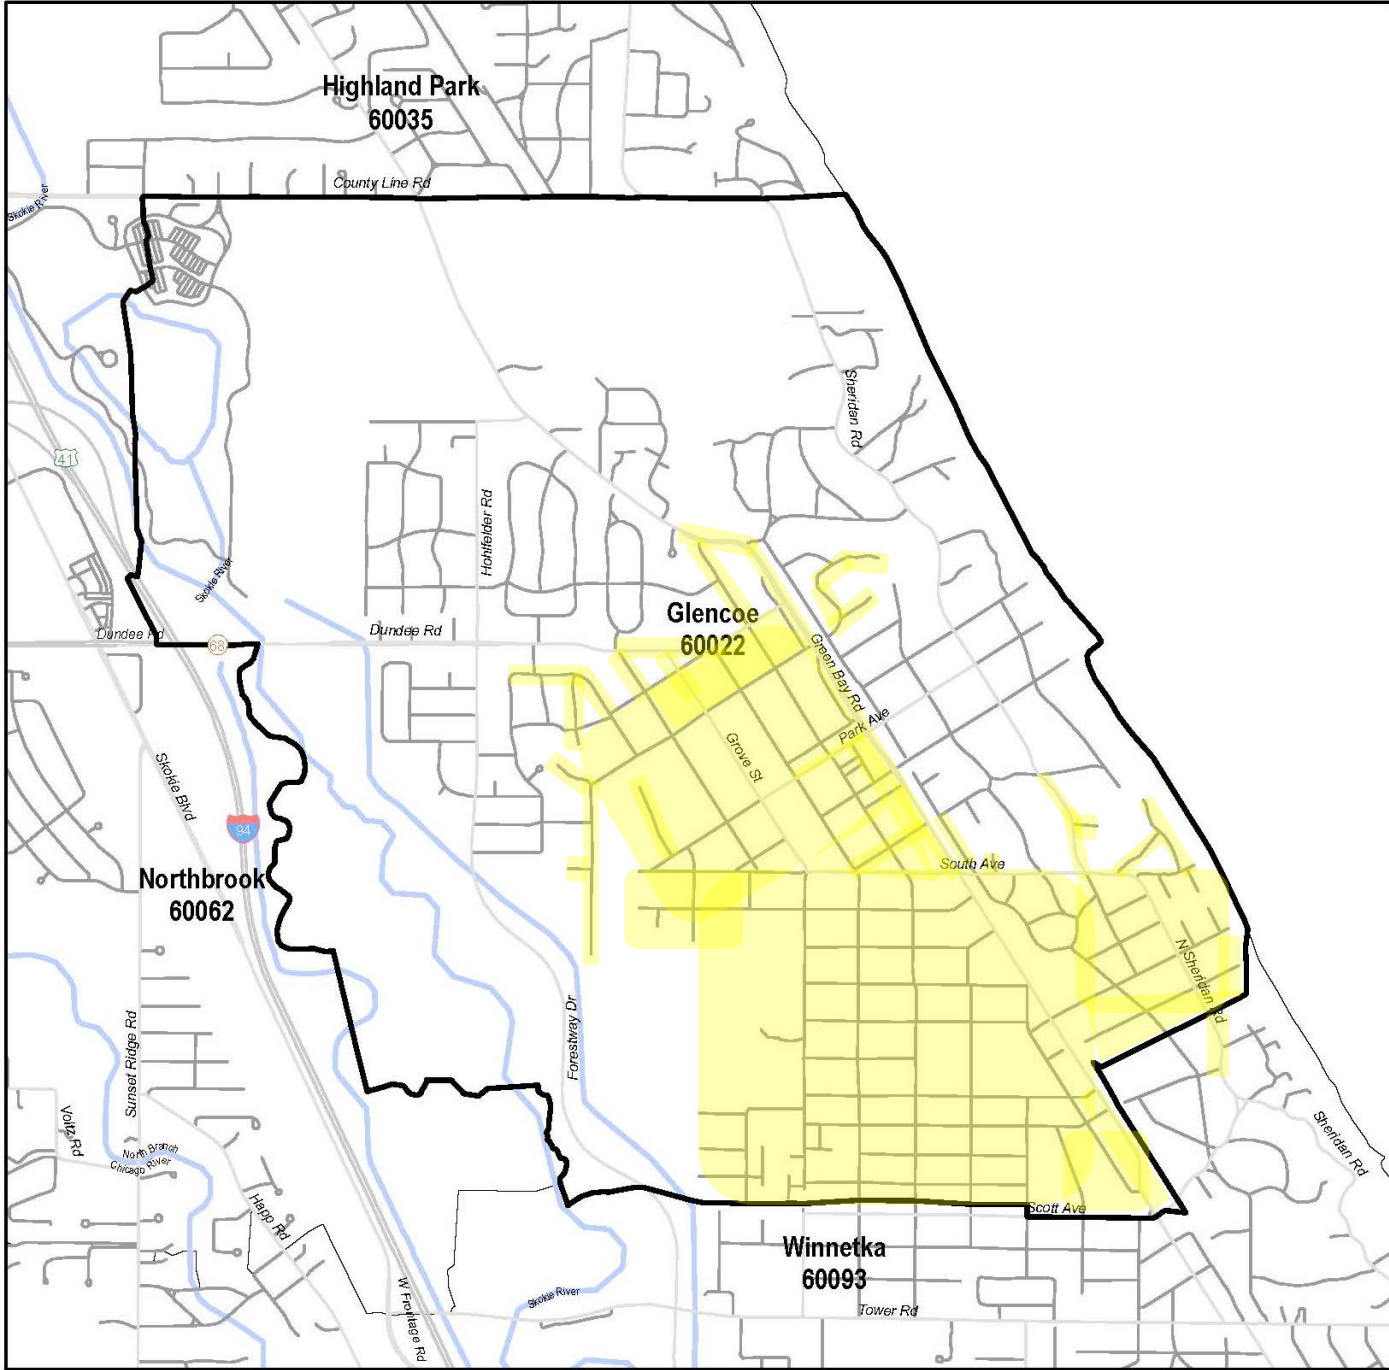 Highland Park
60035
County Line Rd
Skokie River
Sheridan Rd
41
Hohlfelder Rd
Skokie River
Glencoe
60022
Dundee Rd
68
Dundee Rd
Green Bay Rd
Park Ave
Grove St
Skokie Blvd
94
South Ave
Northbrook
60062
N Sheridan Rd
Forestway Dr
Sunset Ridge Rd
Voltz Rd
North Branch
Chicago River
Sheridan Rd
Happ Rd
Scott Ave
Winnetka
60093
W Frontage Rd
Skokie River
Tower Rd